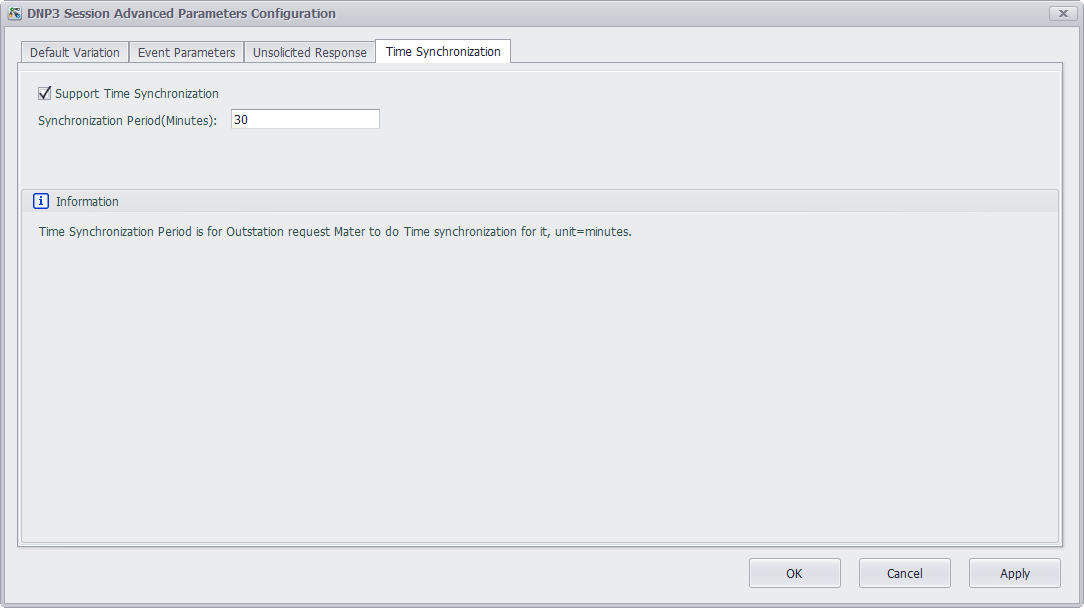 DNP3 Session Advanced Parameters Configuration
Default Variation Event Parameters Unsolicited Response Time Synchronization
Support Time Synchronization
Synchronization Period(Minutes): 30
Information
Time Synchronization Period is for Outstation request Mater to do Time synchronization for it, unit=minutes.
OK Cancel Apply